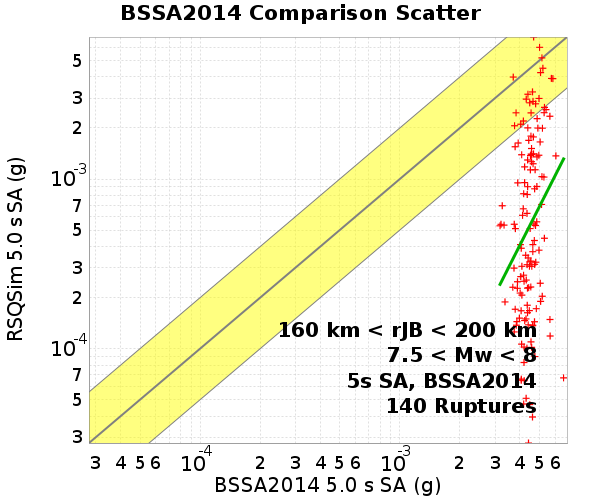 BSSA2014 Comparison Scatter
RSQSim 5.0 s SA (g)
5
3
2
10-3
7
5
3
2
10-4
7
5
3
160 km < rJB < 200 km
7.5 < Mw < 8
5s SA, BSSA2014
140 Ruptures
3 4 5 6 10-4 2 3 4 5 6 10-3 2 3 4 5 6
BSSA2014 5.0 s SA (g)